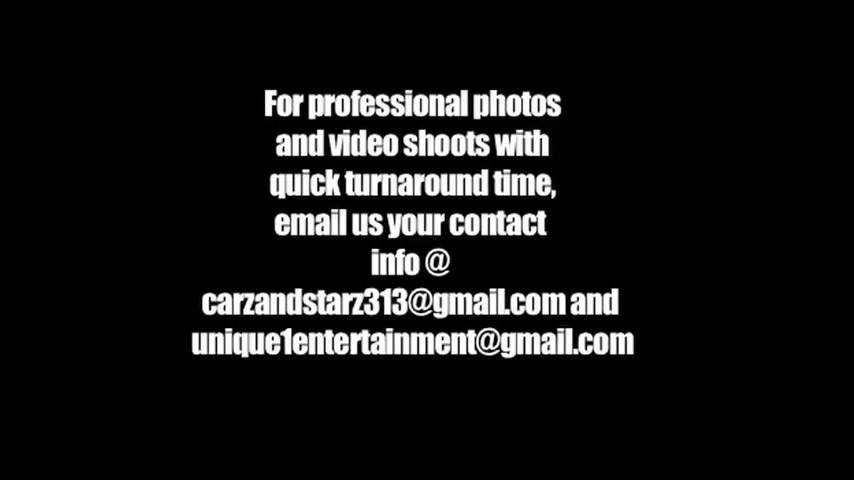 For professional photos
and video shoots with
quick turnaround time,
email us your contact
info @
carzandstarz313@gmail.com and
unique1entertainment@gmail.com